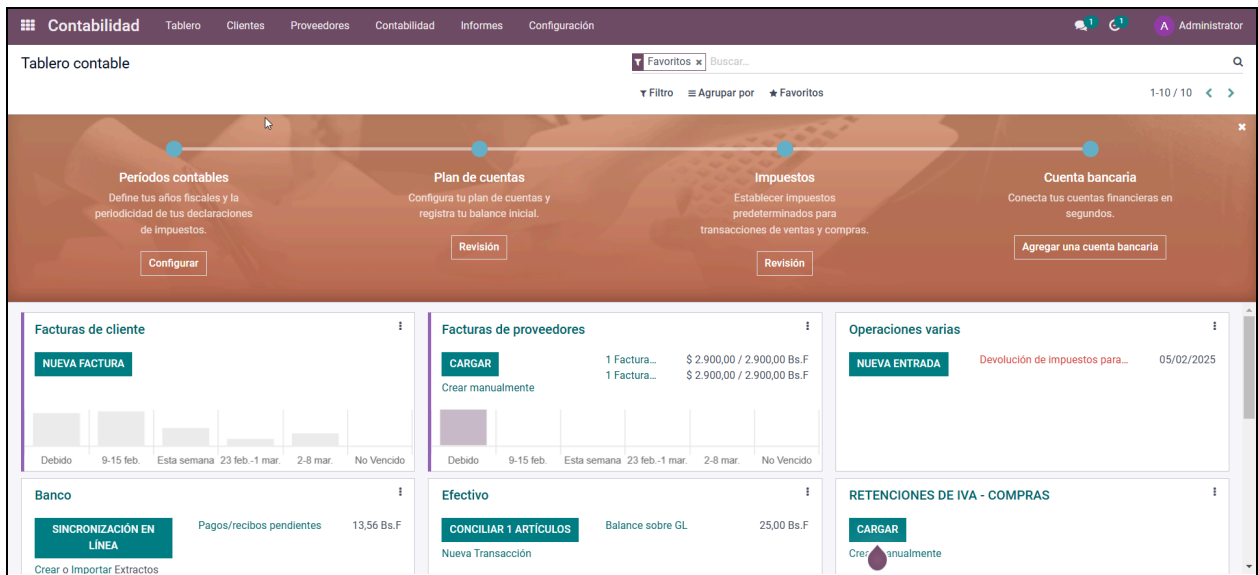 Contabilidad Tablero Clientes Proveedores Contabilidad Informes Configuración 1 1 A Administrator
Tablero contable
Favoritos × Buscar...
Filtro Agrupar por Favoritos 1-10 / 10
Períodos contables
Define tus años fiscales y la
periodicidad de tus declaraciones
de impuestos.
Configurar
Plan de cuentas
Configura tu plan de cuentas y
registra tu balance inicial.
Revisión
Impuestos
Establecer impuestos
predeterminados para
transacciones de ventas y compras.
Revisión
Cuenta bancaria
Conecta tus cuentas financieras en
segundos.
Agregar una cuenta bancaria
Facturas de cliente
NUEVA FACTURA
Debido 9-15 feb. Esta semana 23 feb.-1 mar. 2-8 mar. No Vencido
Facturas de proveedores
CARGAR
Crear manualmente
1 Factura... $ 2.900,00 / 2.900,00 Bs.F
1 Factura... $ 2.900,00 / 2.900,00 Bs.F
Debido 9-15 feb. Esta semana 23 feb.-1 mar. 2-8 mar. No Vencido
Operaciones varias
NUEVA ENTRADA Devolución de impuestos para... 05/02/2025
Banco
SINCRONIZACIÓN EN
LÍNEA
Pagos/recibos pendientes 13,56 Bs.F
Crear o Importar Extractos
Efectivo
CONCILIAR 1 ARTÍCULOS Balance sobre GL 25,00 Bs.F
Nueva Transacción
RETENCIONES DE IVA - COMPRAS
CARGAR